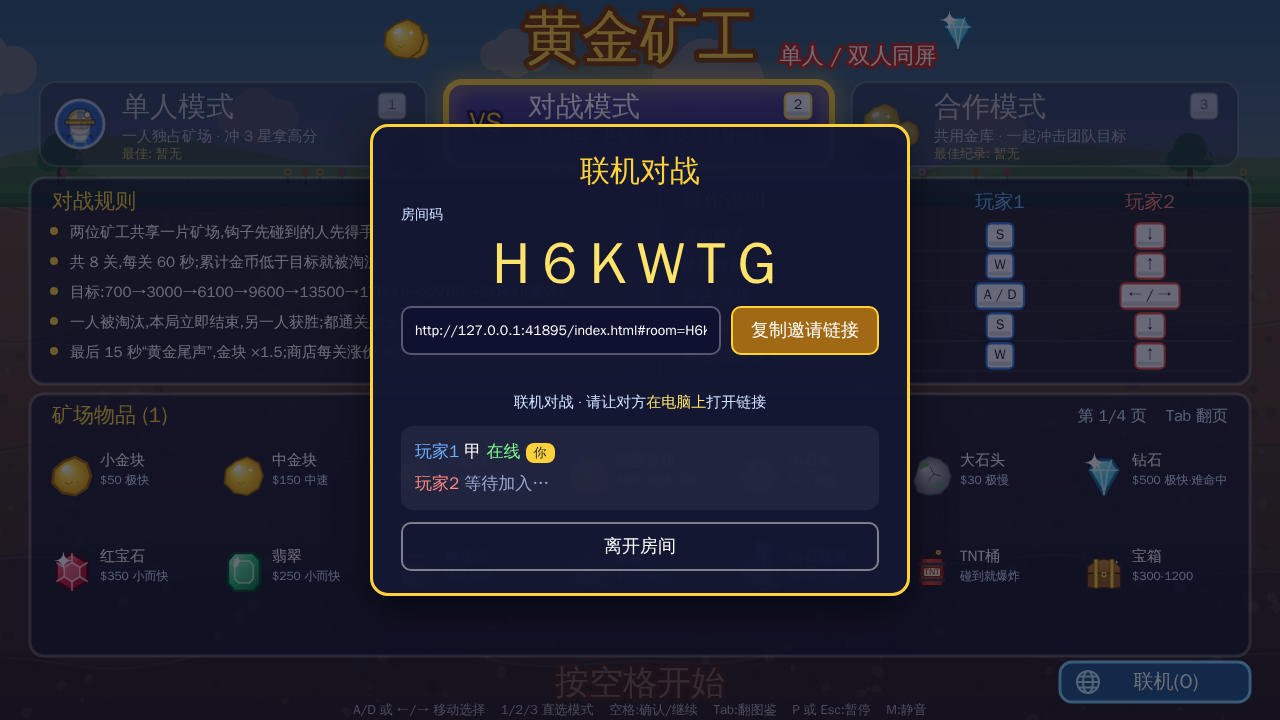 黄金矿工
单人 / 双人同屏
单人模式
1
一人独占矿场 · 冲 3 星拿高分
最佳: 暂无
VS
对战模式
2
合作模式
3
共用金库 · 一起冲击团队目标
最佳纪录: 暂无
对战规则
两位矿工共享一片矿场,钩子先碰到的人先得手
共 8 关,每关 60 秒;累计金币低于目标就被淘汰
目标:700→3000→6100→9600→13500→1
一人被淘汰,本局立即结束,另一人获胜;都通关
最后 15 秒“黄金尾声”,金块 ×1.5;商店每关涨价
玩家1
玩家2
S
↓
W
↑
A / D
← / →
S
↓
W
↑
联机对战
房间码
H6KWTG
http://127.0.0.1:41895/index.html#room=H6K
复制邀请链接
联机对战 · 请让对方在电脑上打开链接
玩家1 甲 在线 你
玩家2 等待加入…
离开房间
矿场物品 (1)
第 1/4 页
Tab 翻页
小金块
$50 极快
中金块
$150 中速
大石头
$30 极慢
钻石
$500 极快·难命中
红宝石
$350 小而快
翡翠
$250 小而快
TNT桶
TNT
碰到就爆炸
宝箱
$300-1200
按空格开始
联机(O)
A/D 或 ←/→ 移动选择 1/2/3 直选模式 空格:确认/继续 Tab:翻图鉴 P 或 Esc:暂停 M:静音